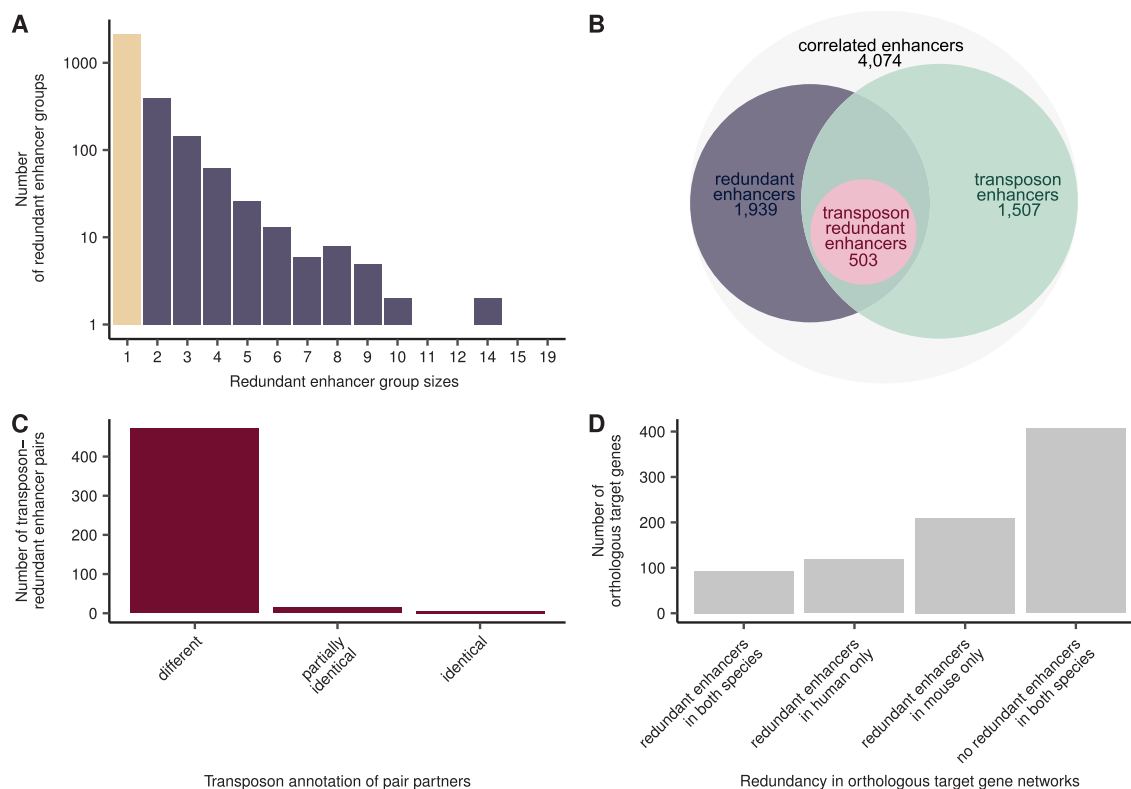 A
Number
of redundant enhancer groups
1000
100
10
1
1
2
3
4
5
6
7
8
9
10
11
12
14
15
19
Redundant enhancer group sizes
B
correlated enhancers
4,074
redundant
enhancers
1,939
transposon
enhancers
1,507
transposon
redundant
enhancers
503
C
Number of transposon–
redundant enhancer pairs
400
300
200
100
0
different
partially
identical
identical
Transposon annotation of pair partners
D
Number of
orthologous target genes
400
300
200
100
0
redundant enhancers
in both species
redundant enhancers
in human only
redundant enhancers
in mouse only
no redundant enhancers
in both species
Redundancy in orthologous target gene networks